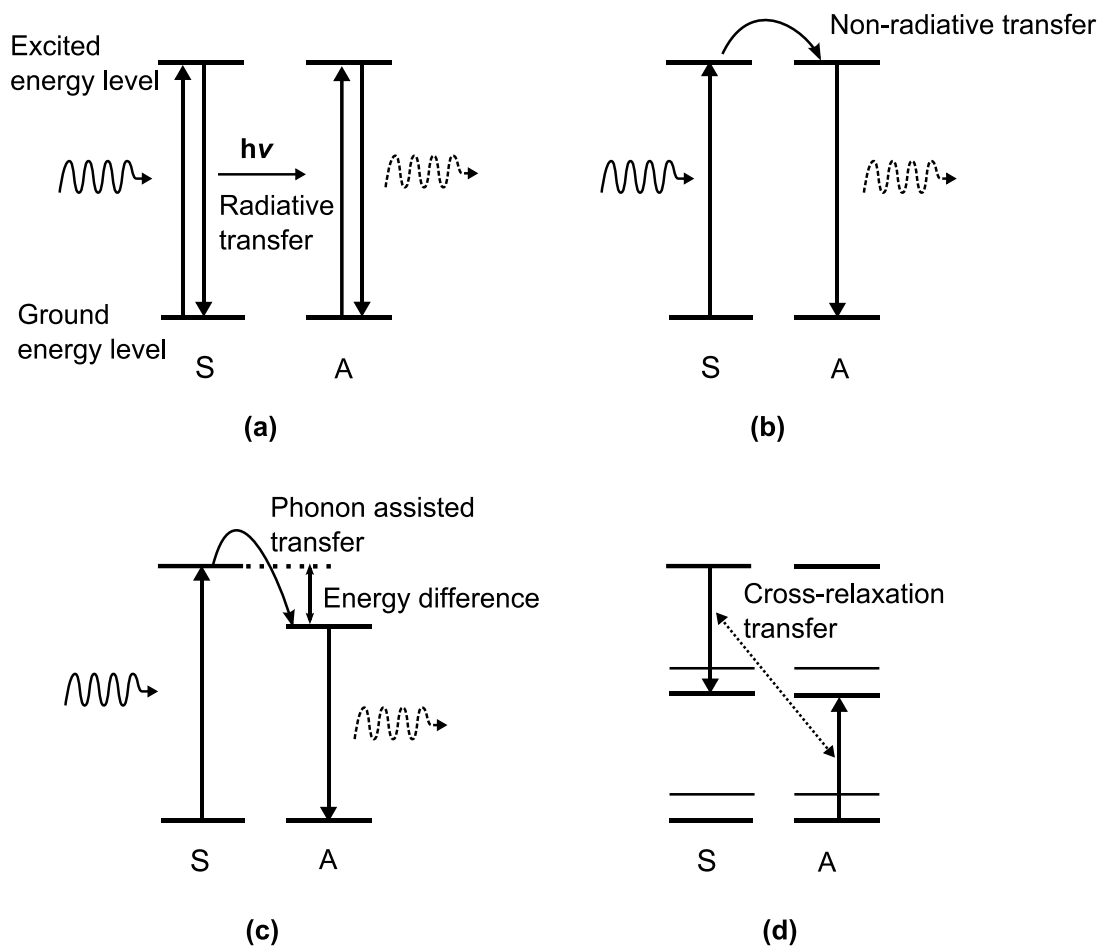 Excited
energy level
hv
Radiative
transfer
Ground
energy level
S
A
(a)
Non-radiative transfer
S
A
(b)
Phonon assisted
transfer
Energy difference
S
A
(c)
Cross-relaxation
transfer
S
A
(d)